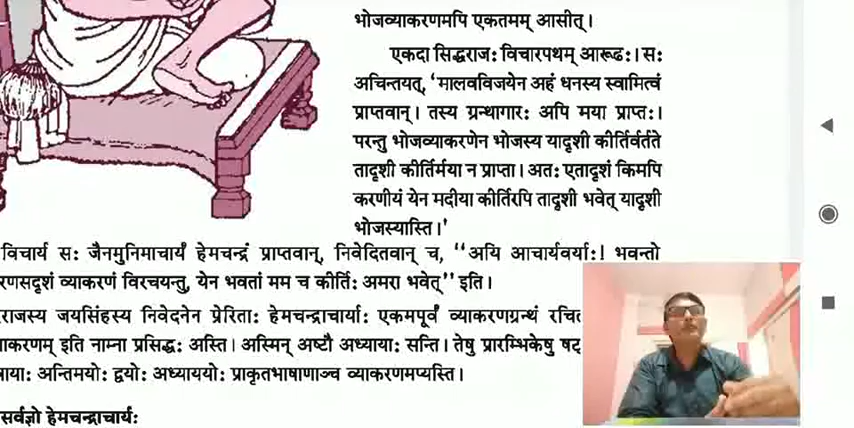 भोजव्याकरणमपि एकतमम् आसीत्।
एकदा सिद्धराजः विचारपथम् आरूढः। सः
अचिन्तयत्, ‘मालवविजयेन अहं धनस्य स्वामित्वं
प्राप्तवान्। तस्य ग्रन्थागारः अपि मया प्राप्तः।
परन्तु भोजव्याकरणेन भोजस्य यादृशी कीर्तिर्वर्तते
तादृशी कीर्तिर्मया न प्राप्ता। अतः एतादृशं किमपि
करणीयं येन मदीया कीर्तिरपि तादृशी भवेत् यादृशी
भोजस्यास्ति।'
विचार्य सः जैनमुनिमाचार्यं हेमचन्द्रं प्राप्तवान्, निवेदितवान् च, “अयि आचार्यवर्याः! भवन्तो
रणसदृशं व्याकरणं विरचयन्तु, येन भवतां मम च कीर्तिः अमरा भवेत्” इति।
राजस्य जयसिंहस्य निवेदनेन प्रेरिताः हेमचन्द्राचार्याः एकमपूर्वं व्याकरणग्रन्थं रचित
याकरणम् इति नाम्ना प्रसिद्धः अस्ति। अस्मिन् अष्टौ अध्यायाः सन्ति। तेषु प्रारम्भिकेषु षट्
याः अन्तिमयोः द्वयोः अध्याययोः प्राकृतभाषाणाञ्च व्याकरणमप्यस्ति।
सर्वज्ञो हेमचन्द्राचार्यः